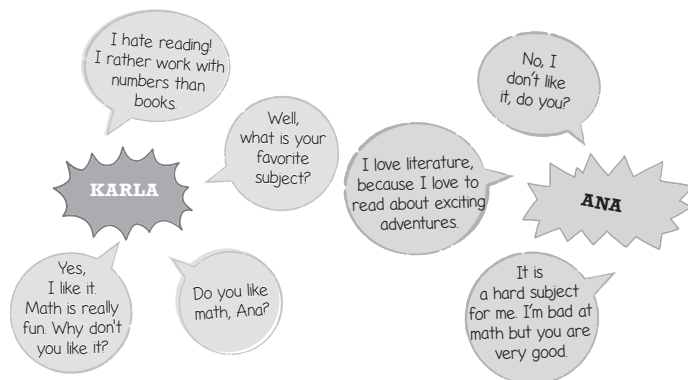 I hate reading!
I rather work with
numbers than
books.
Well,
what is your
favorite
subject?
KARLA
Yes,
I like it.
Math is really
fun. Why don't
you like it?
Do you like
math, Ana?
No, I
don't like
it, do you?
I love literature,
because I love to
read about exciting
adventures.
ANA
It is
a hard subject
for me. I'm bad at
math but you are
very good.